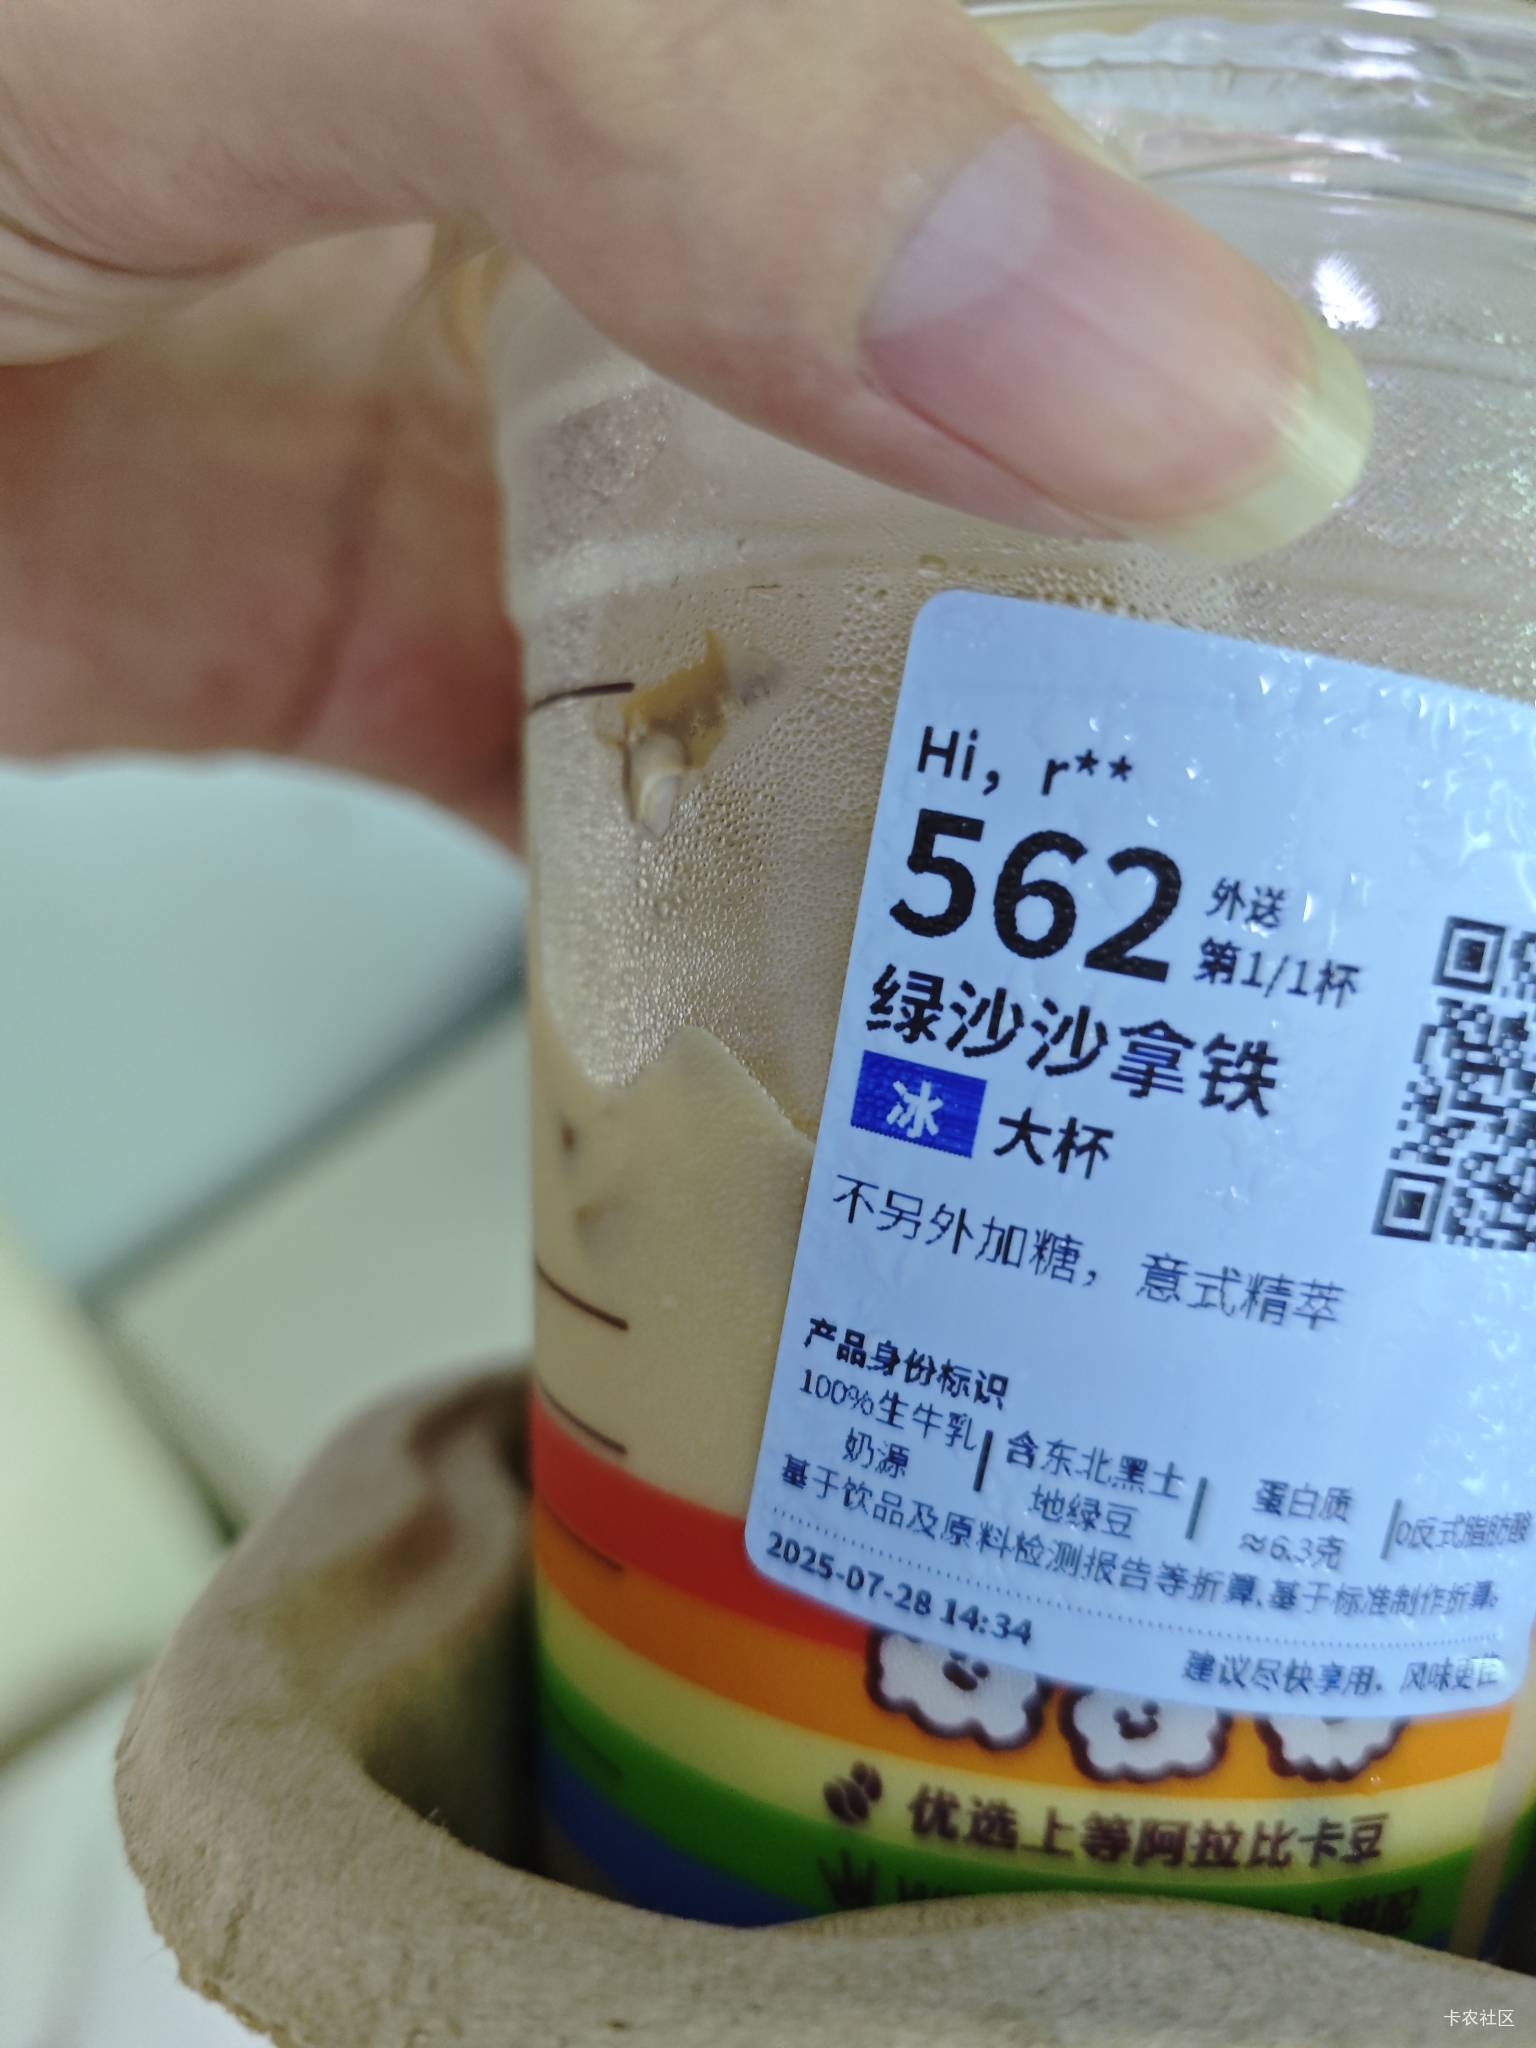 Hi，r**
562 外送
第1/1杯
绿沙沙拿铁
冰 大杯
不另外加糖，意式精萃
产品身份标识
100%生牛乳
奶源
含东北黑土
地绿豆
蛋白质
≈6.3克
0反式脂肪酸
基于饮品及原料检测报告等折算，基于标准制作折算。
2025-07-28 14:34
建议尽快享用，风味更佳
优选上等阿拉比卡豆
卡农社区